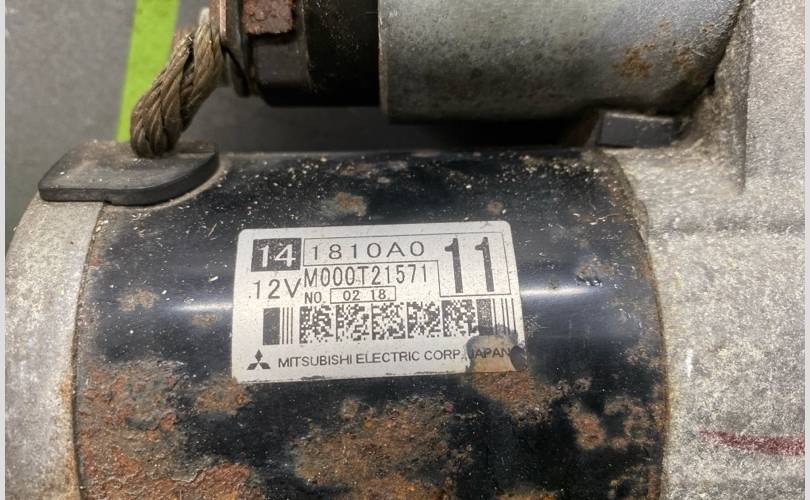 14 1810A0 11
12V M000T21571
NO. 02 18
MITSUBISHI ELECTRIC CORP. JAPAN